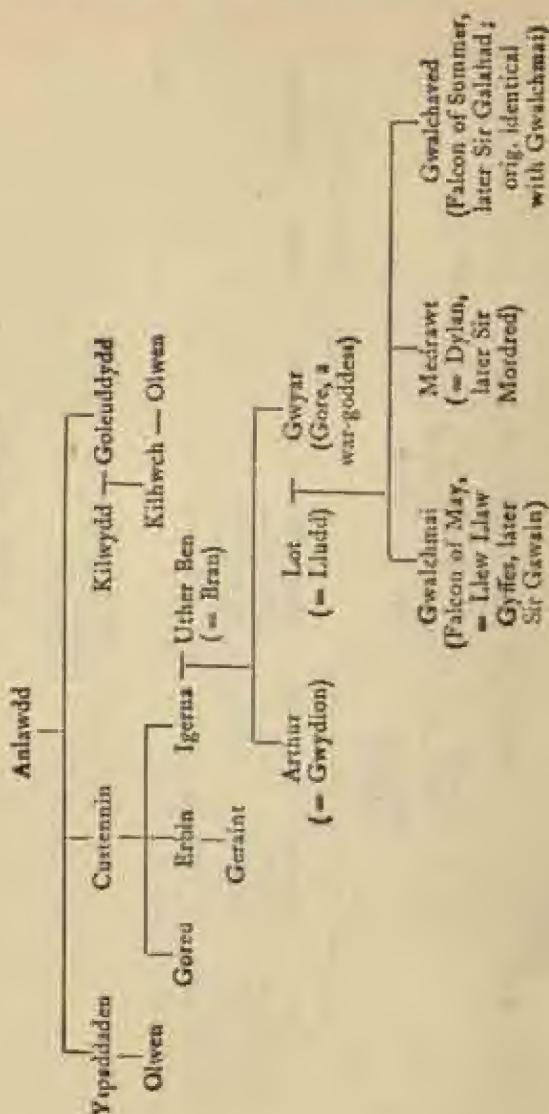 Anlawdd
Yspaddaden
Custennin
Kilwydd — Goleuddydd
Olwen
Goreu
Erbin
Igerna — Uther Ben
(= Bran)
Kilhwch — Olwen
Geraint
Arthur
(= Gwydion)
Lot
(= Lludd)
Gwyar
(Gore, a
war-goddess)
Gwalchmai
(Falcon of May,
= Llew Llaw
Gyffes, later
Sir Gawain)
Medrawt
(= Dylan,
later Sir
Mordred)
Gwalchaved
(Falcon of Summer,
later Sir Galahad;
orig. identical
with Gwalchmai)